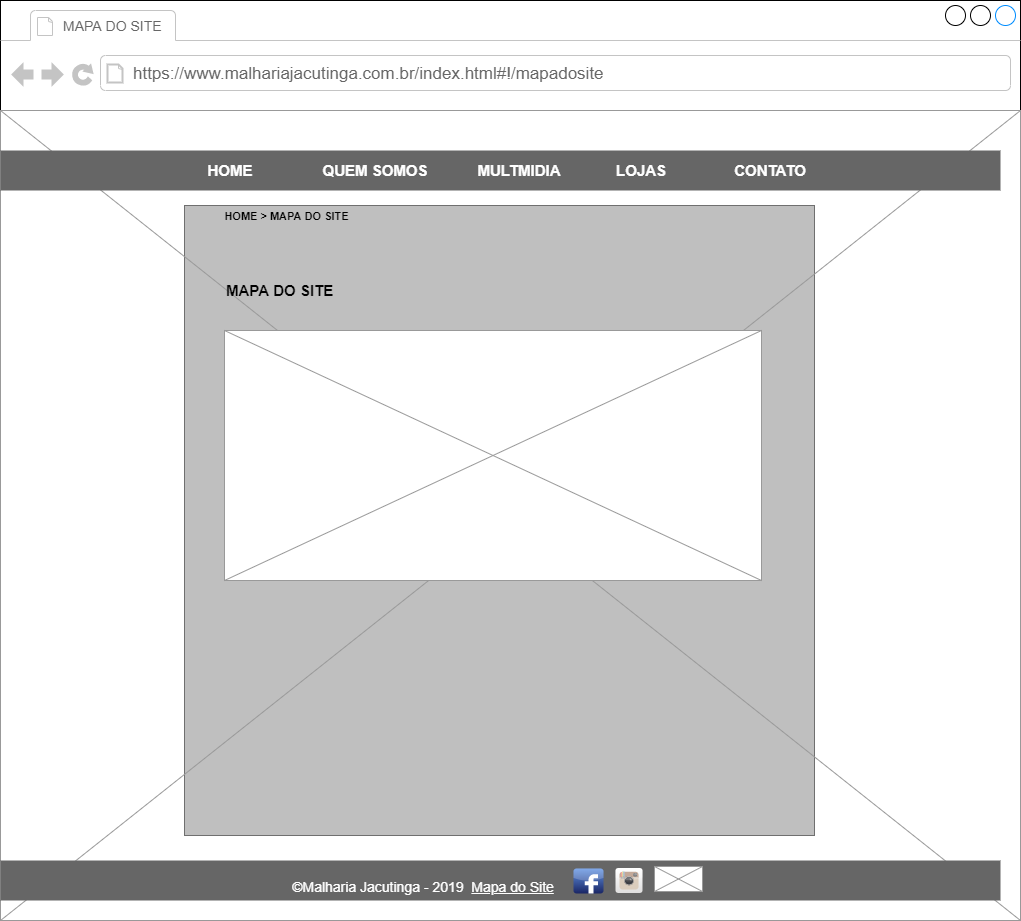 MAPA DO SITE
https://www.malhariajacutinga.com.br/index.html#!/mapadosite
HOME QUEM SOMOS MULTMIDIA LOJAS CONTATO
HOME > MAPA DO SITE
MAPA DO SITE
©Malharia Jacutinga - 2019 Mapa do Site